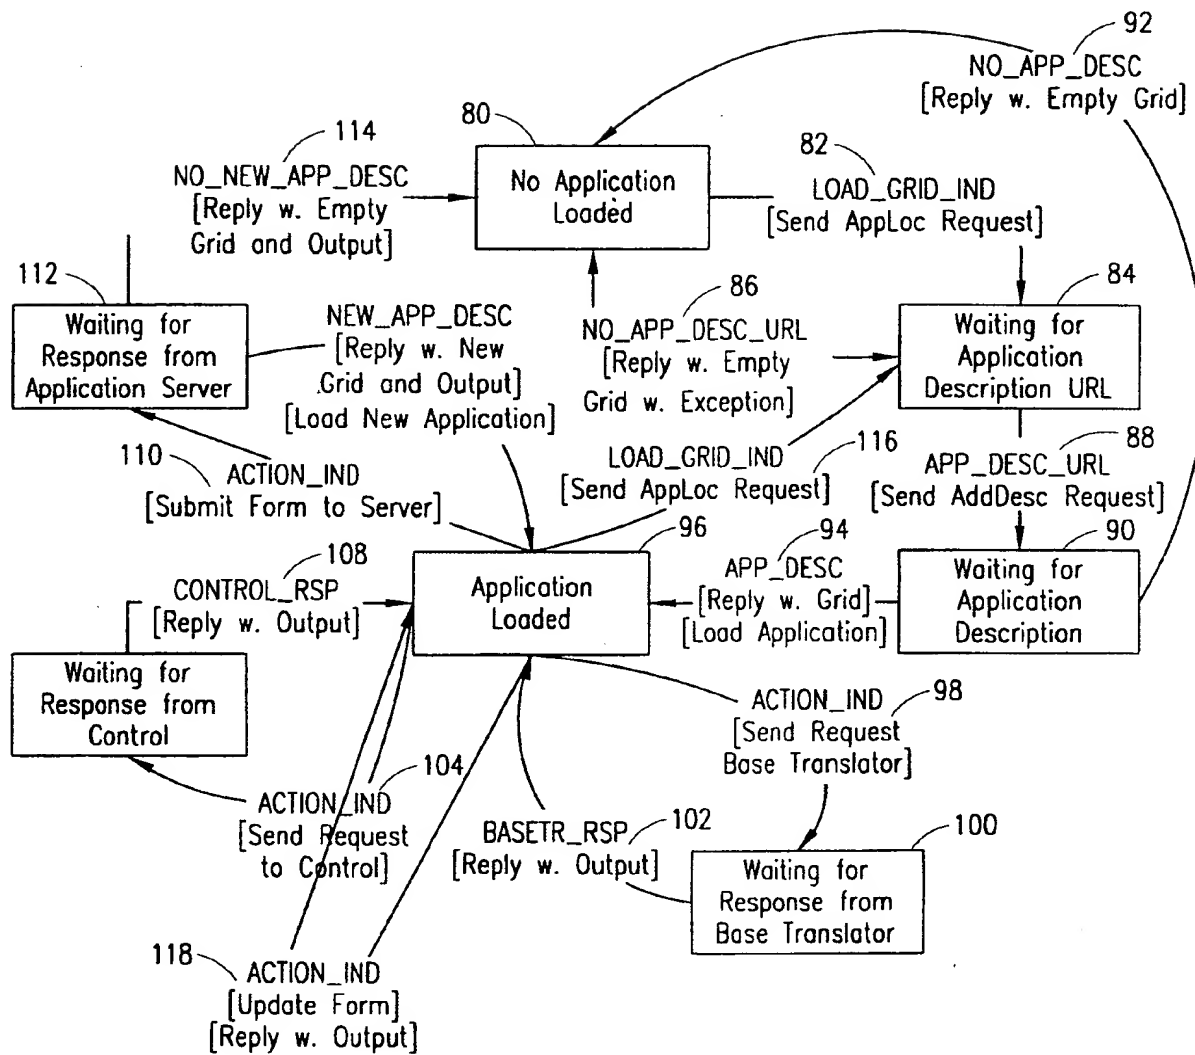 92
NO_APP_DESC
[Reply w. Empty Grid]
80
114
82
NO_NEW_APP_DESC
[Reply w. Empty
Grid and Output]
No Application
Loaded
LOAD_GRID_IND
[Send AppLoc Request]
112
Waiting for
Response from
Application Server
NEW_APP_DESC
[Reply w. New
Grid and Output]
[Load New Application]
86
NO_APP_DESC_URL
[Reply w. Empty
Grid w. Exception]
84
Waiting for
Application
Description URL
110
ACTION_IND
[Submit Form to Server]
LOAD_GRID_IND
[Send AppLoc Request]
116
88
APP_DESC_URL
[Send AddDesc Request]
108
CONTROL_RSP
[Reply w. Output]
96
Application
Loaded
94
APP_DESC
[Reply w. Grid]
[Load Application]
90
Waiting for
Application
Description
Waiting for
Response from
Control
98
ACTION_IND
[Send Request
Base Translator]
104
ACTION_IND
[Send Request
to Control]
102
BASETR_RSP
[Reply w. Output]
100
Waiting for
Response from
Base Translator
118
ACTION_IND
[Update Form]
[Reply w. Output]